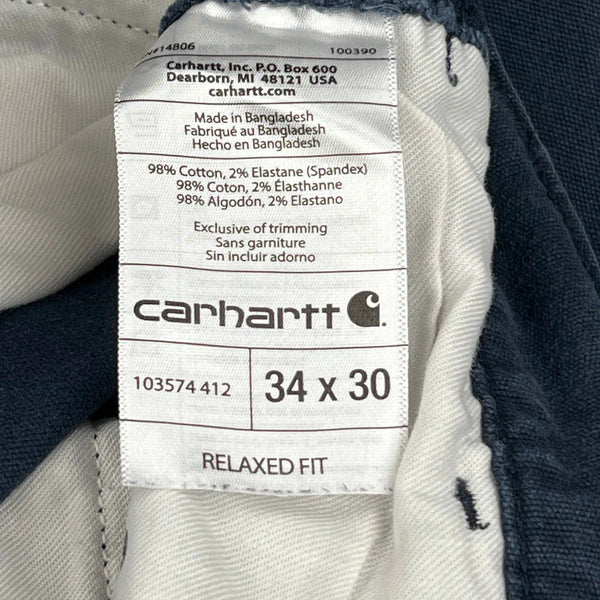 #14806 100390
Carhartt, Inc. P.O. Box 600
Dearborn, MI 48121 USA
carhartt.com
Made in Bangladesh
Fabriqué au Bangladesh
Hecho en Bangladesh
98% Cotton, 2% Elastane (Spandex)
98% Coton, 2% Élasthanne
98% Algodón, 2% Elastano
Exclusive of trimming
Sans garniture
Sin incluir adorno
carhartt
103574 412 34 x 30
RELAXED FIT